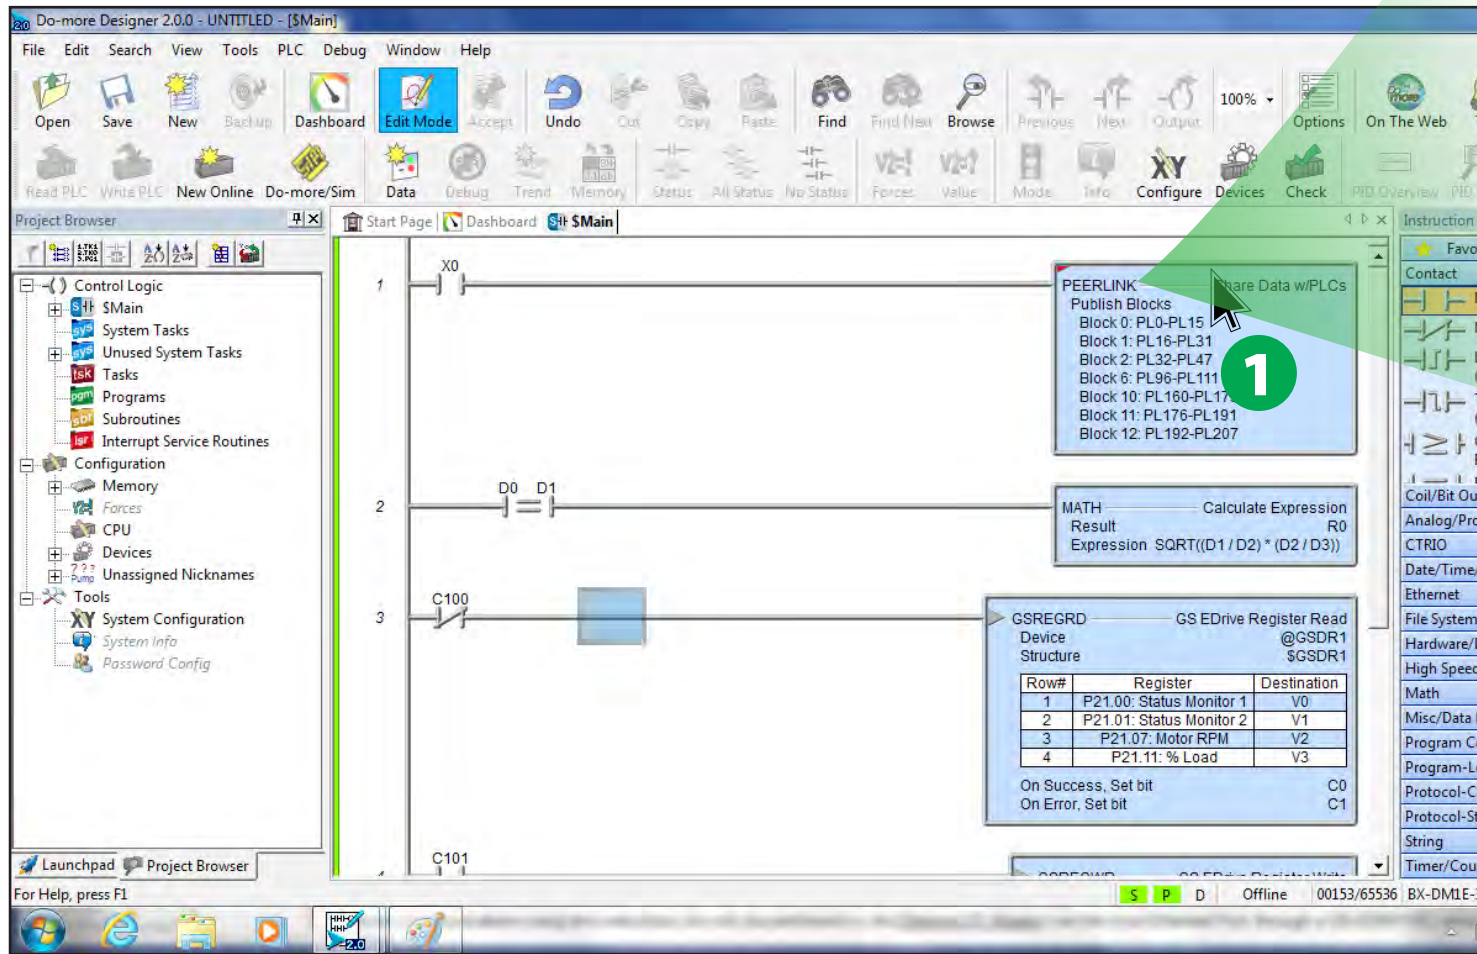 Do-more Designer 2.0.0 - UNTITLED - [$Main]
File Edit Search View Tools PLC Debug Window Help
Open Save New Backup Dashboard Edit Mode Accept Undo Cut Copy Paste Find Find Next Browse Previous Next Output 100% Options On The Web
Read PLC Write PLC New Online Do-more/Sim Data Debug Trend Memory Status All Status No Status Forces Value Mode Info Configure Devices Check PID Overview PID
Project Browser
Start Page Dashboard $Main
Instruction
Favo
Control Logic
$Main
System Tasks
Unused System Tasks
Tasks
Programs
Subroutines
Interrupt Service Routines
Configuration
Memory
Forces
CPU
Devices
Unassigned Nicknames
Tools
System Configuration
System Info
Password Config
Launchpad Project Browser
1
X0
PEERLINK Share Data w/PLCs
Publish Blocks
Block 0: PL0-PL15
Block 1: PL16-PL31
Block 2: PL32-PL47
Block 6: PL96-PL111
Block 10: PL160-PL17
Block 11: PL176-PL191
Block 12: PL192-PL207
1
2
D0 D1
MATH Calculate Expression
Result R0
Expression SQRT((D1 / D2) * (D2 / D3))
3
C100
GSREGRD GS EDrive Register Read
Device @GSDR1
Structure $GSDR1
Row# Register Destination
1 P21.00: Status Monitor 1 V0
2 P21.01: Status Monitor 2 V1
3 P21.07: Motor RPM V2
4 P21.11: % Load V3
On Success, Set bit C0
On Error, Set bit C1
C101
Contact
Coil/Bit Ou
Analog/Pro
CTRIO
Date/Time/
Ethernet
File System
Hardware/
High Speed
Math
Misc/Data
Program C
Program-L
Protocol-C
Protocol-St
String
Timer/Cou
For Help, press F1
S P D Offline 00153/65536 BX-DM1E-
2.0